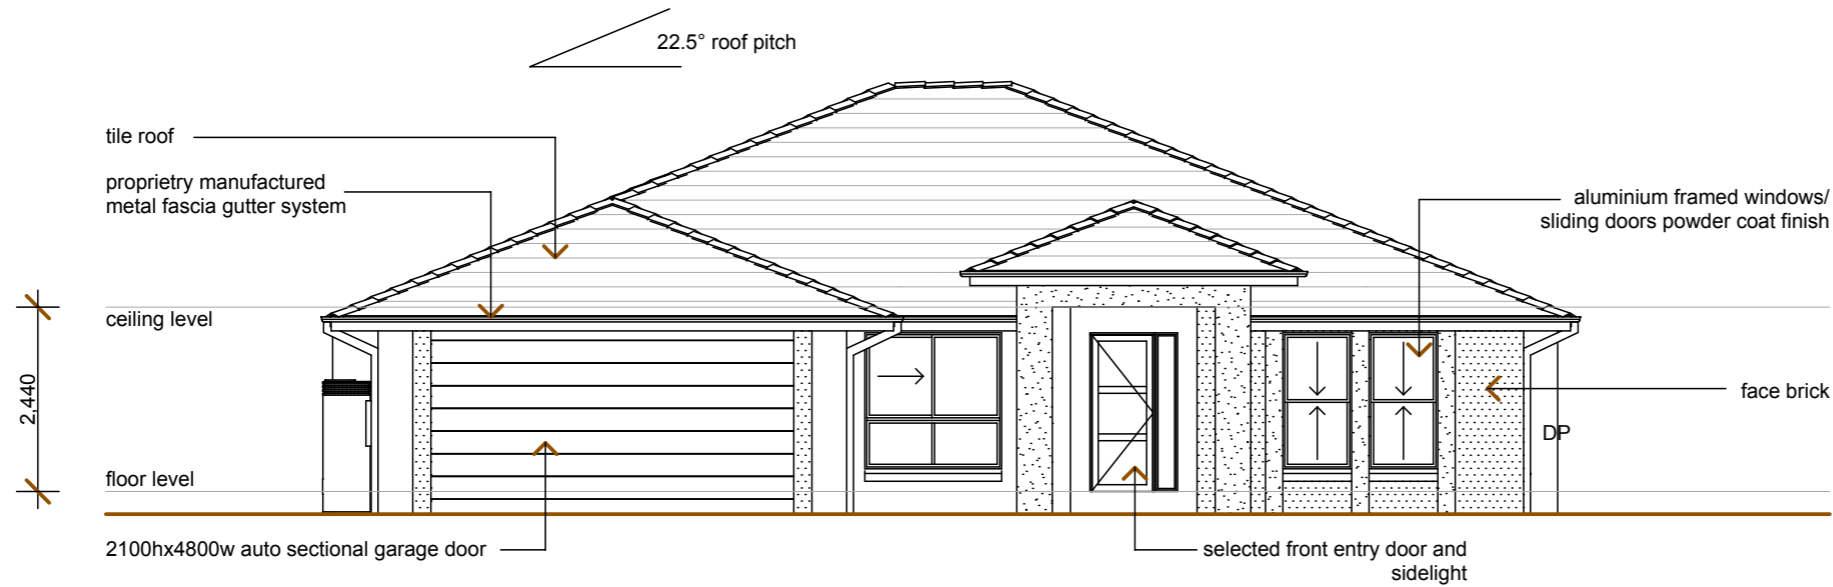 22.5° roof pitch
tile roof
proprietry manufactured
metal fascia gutter system
aluminium framed windows/
sliding doors powder coat finish
ceiling level
2,440
face brick
DP
floor level
2100hx4800w auto sectional garage door
selected front entry door and
sidelight